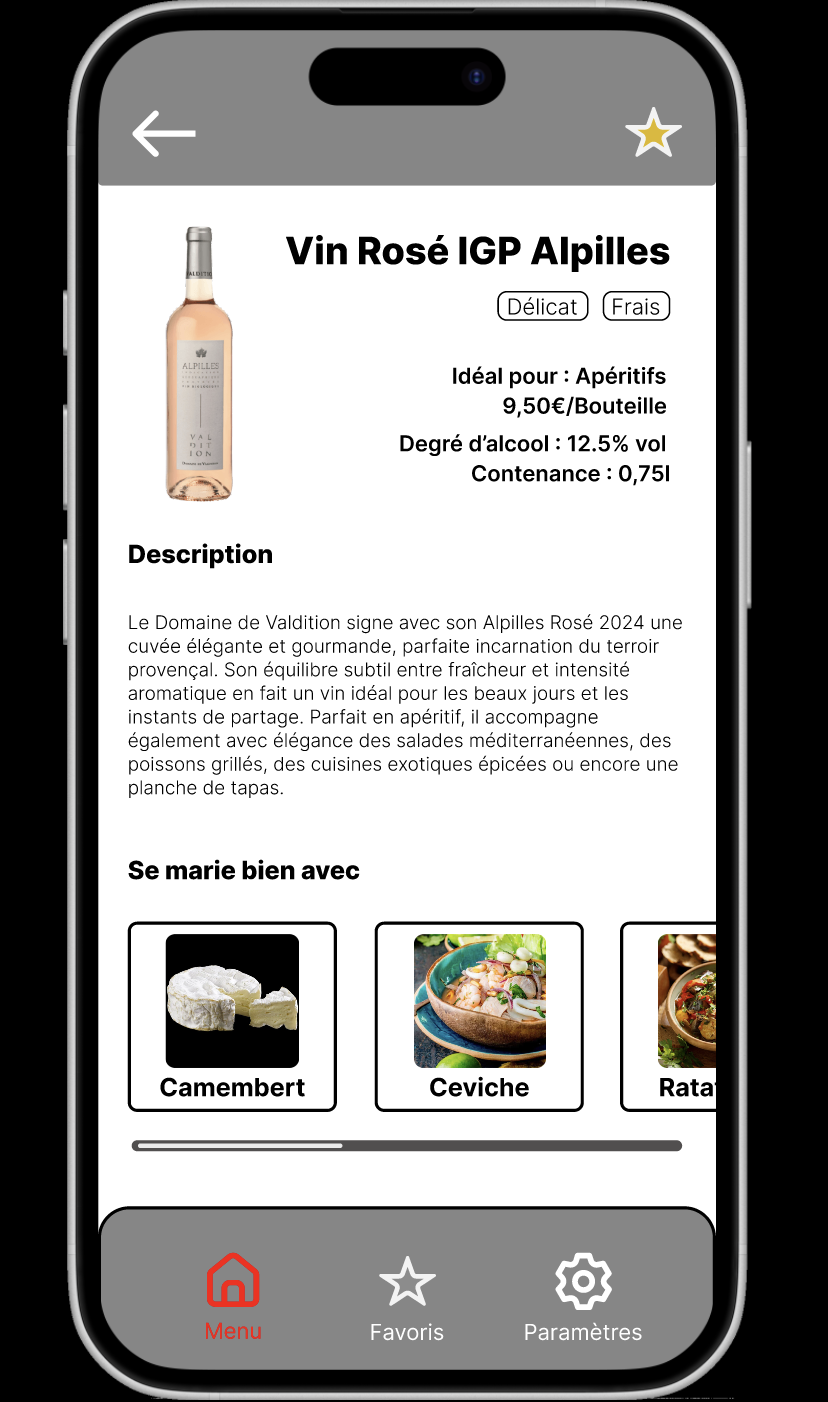 Vin Rosé IGP Alpilles
Délicat
Frais
Idéal pour : Apéritifs
9,50€/Bouteille
Degré d’alcool : 12.5% vol
Contenance : 0,75l
ALPILLES
VAL
DIT
ION
Description
Le Domaine de Valdition signe avec son Alpilles Rosé 2024 une
cuvée élégante et gourmande, parfaite incarnation du terroir
provençal. Son équilibre subtil entre fraîcheur et intensité
aromatique en fait un vin idéal pour les beaux jours et les
instants de partage. Parfait en apéritif, il accompagne
également avec élégance des salades méditerranéennes, des
poissons grillés, des cuisines exotiques épicées ou encore une
planche de tapas.
Se marie bien avec
Camembert
Ceviche
Rata
Menu
Favoris
Paramètres